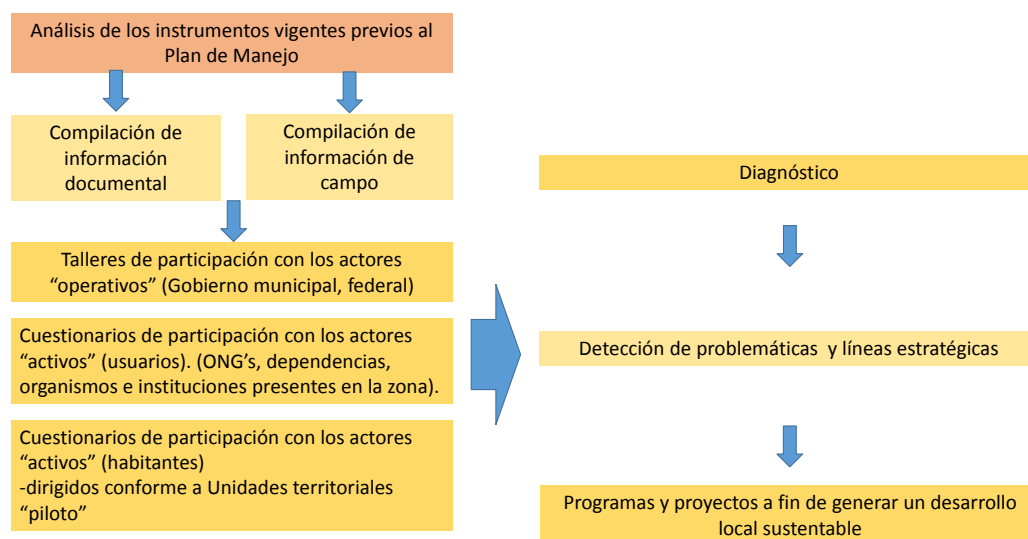 Análisis de los instrumentos vigentes previos al
Plan de Manejo
Compilación de
información
documental
Compilación de
información de
campo
Talleres de participación con los actores
“operativos” (Gobierno municipal, federal)
Cuestionarios de participación con los actores
“activos” (usuarios). (ONG’s, dependencias,
organismos e instituciones presentes en la zona).
Cuestionarios de participación con los actores
“activos” (habitantes)
-dirigidos conforme a Unidades territoriales
“piloto”
Diagnóstico
Detección de problemáticas y líneas estratégicas
Programas y proyectos a fin de generar un desarrollo
local sustentable